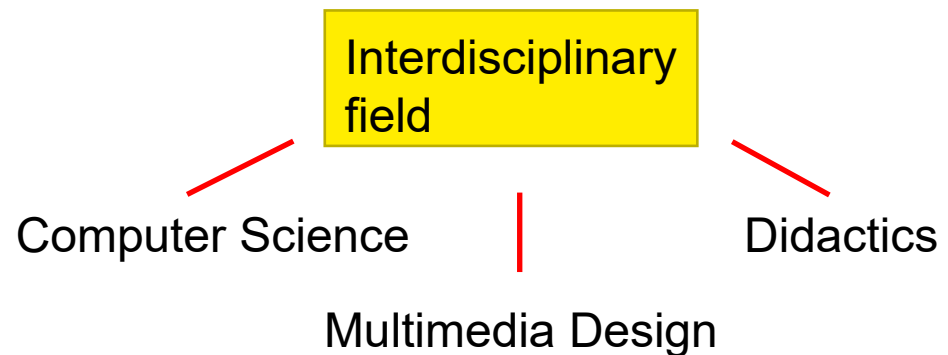 Interdisciplinary
field
Computer Science
Didactics
Multimedia Design